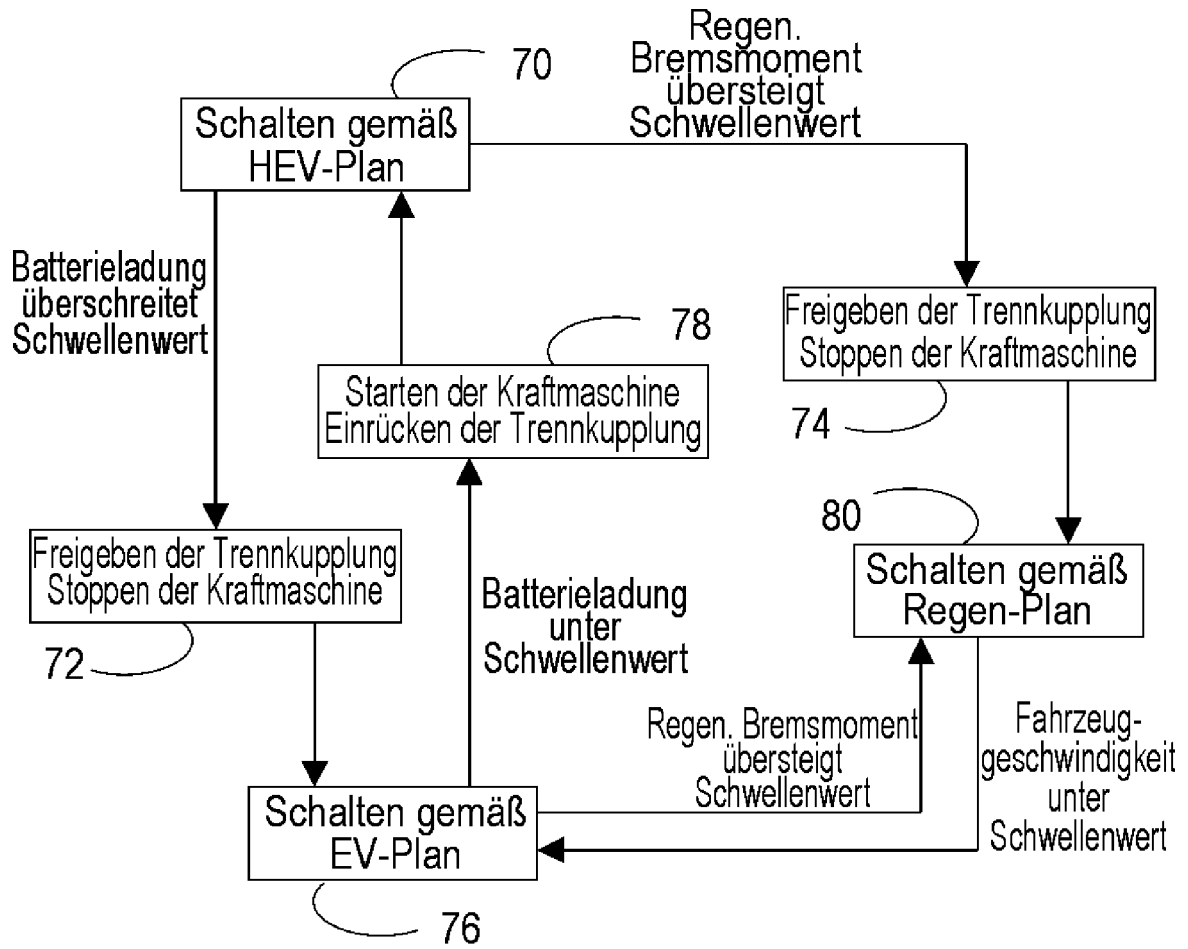 70
Regen.
Bremsmoment
übersteigt
Schwellenwert
Schalten gemäß
HEV-Plan
Batterieladung
überschreitet
Schwellenwert
78
Freigeben der Trennkupplung
Stoppen der Kraftmaschine
Starten der Kraftmaschine
Einrücken der Trennkupplung
74
80
Freigeben der Trennkupplung
Stoppen der Kraftmaschine
Schalten gemäß
Regen-Plan
Batterieladung
unter
Schwellenwert
72
Regen. Bremsmoment
übersteigt
Schwellenwert
Fahrzeug-
geschwindigkeit
unter
Schwellenwert
Schalten gemäß
EV-Plan
76